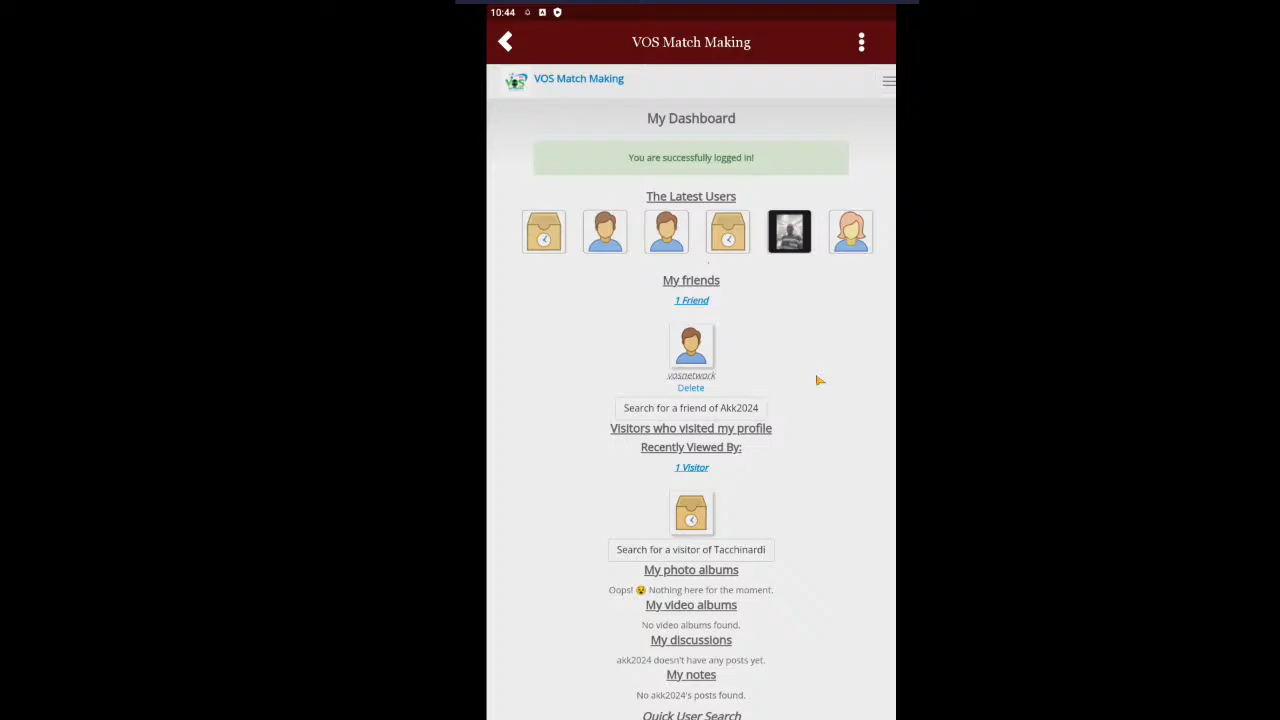 10:44
VOS Match Making
VOS
VOS Match Making
My Dashboard
You are successfully logged in!
The Latest Users
My friends
1 Friend
vosnetwork
Delete
Search for a friend of Akk2024
Visitors who visited my profile
Recently Viewed By:
1 Visitor
Search for a visitor of Tacchinardi
My photo albums
Oops! 😵 Nothing here for the moment.
My video albums
No video albums found.
My discussions
akk2024 doesn't have any posts yet.
My notes
No akk2024's posts found.
Quick User Search